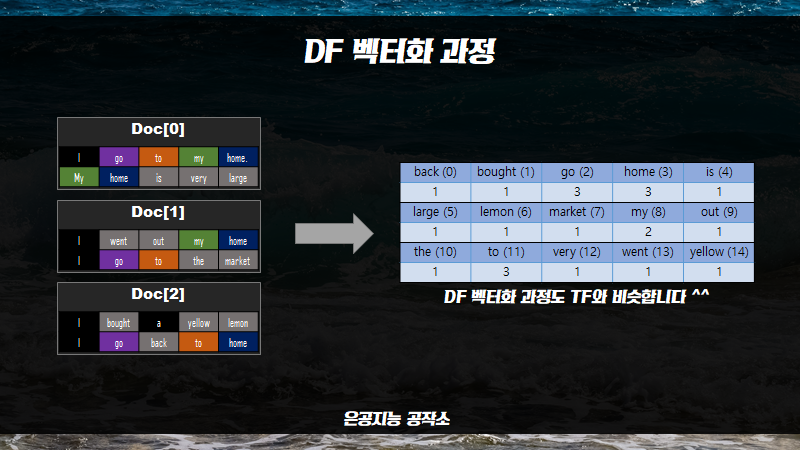 DF 벡터화 과정
Doc[0]
I go to my home.
My home is very large
Doc[1]
I went out my home
I go to the market
Doc[2]
I bought a yellow lemon
I go back to home
back (0) bought (1) go (2) home (3) is (4)
1 1 3 3 1
large (5) lemon (6) market (7) my (8) out (9)
1 1 1 2 1
the (10) to (11) very (12) went (13) yellow (14)
1 3 1 1 1
DF 벡터화 과정도 TF와 비슷합니다 ^^
은공지능 공작소